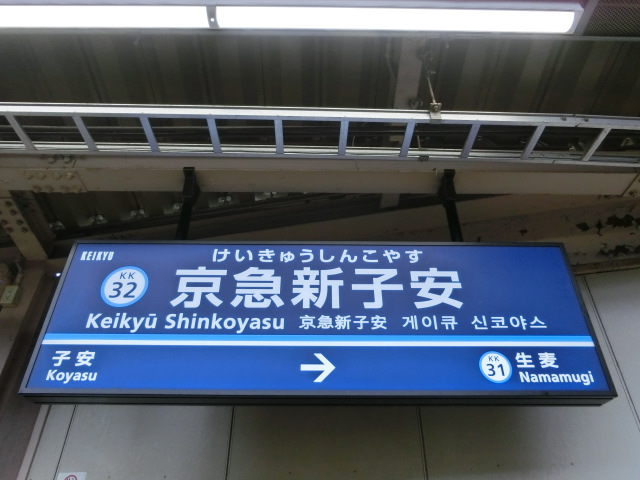 KEIKYU
けいきゅうしんこやす
KK
32
京急新子安
Keikyū Shinkoyasu 京急新子安 게이큐 신코야스
子安
Koyasu
→
KK
31
生麦
Namamugi